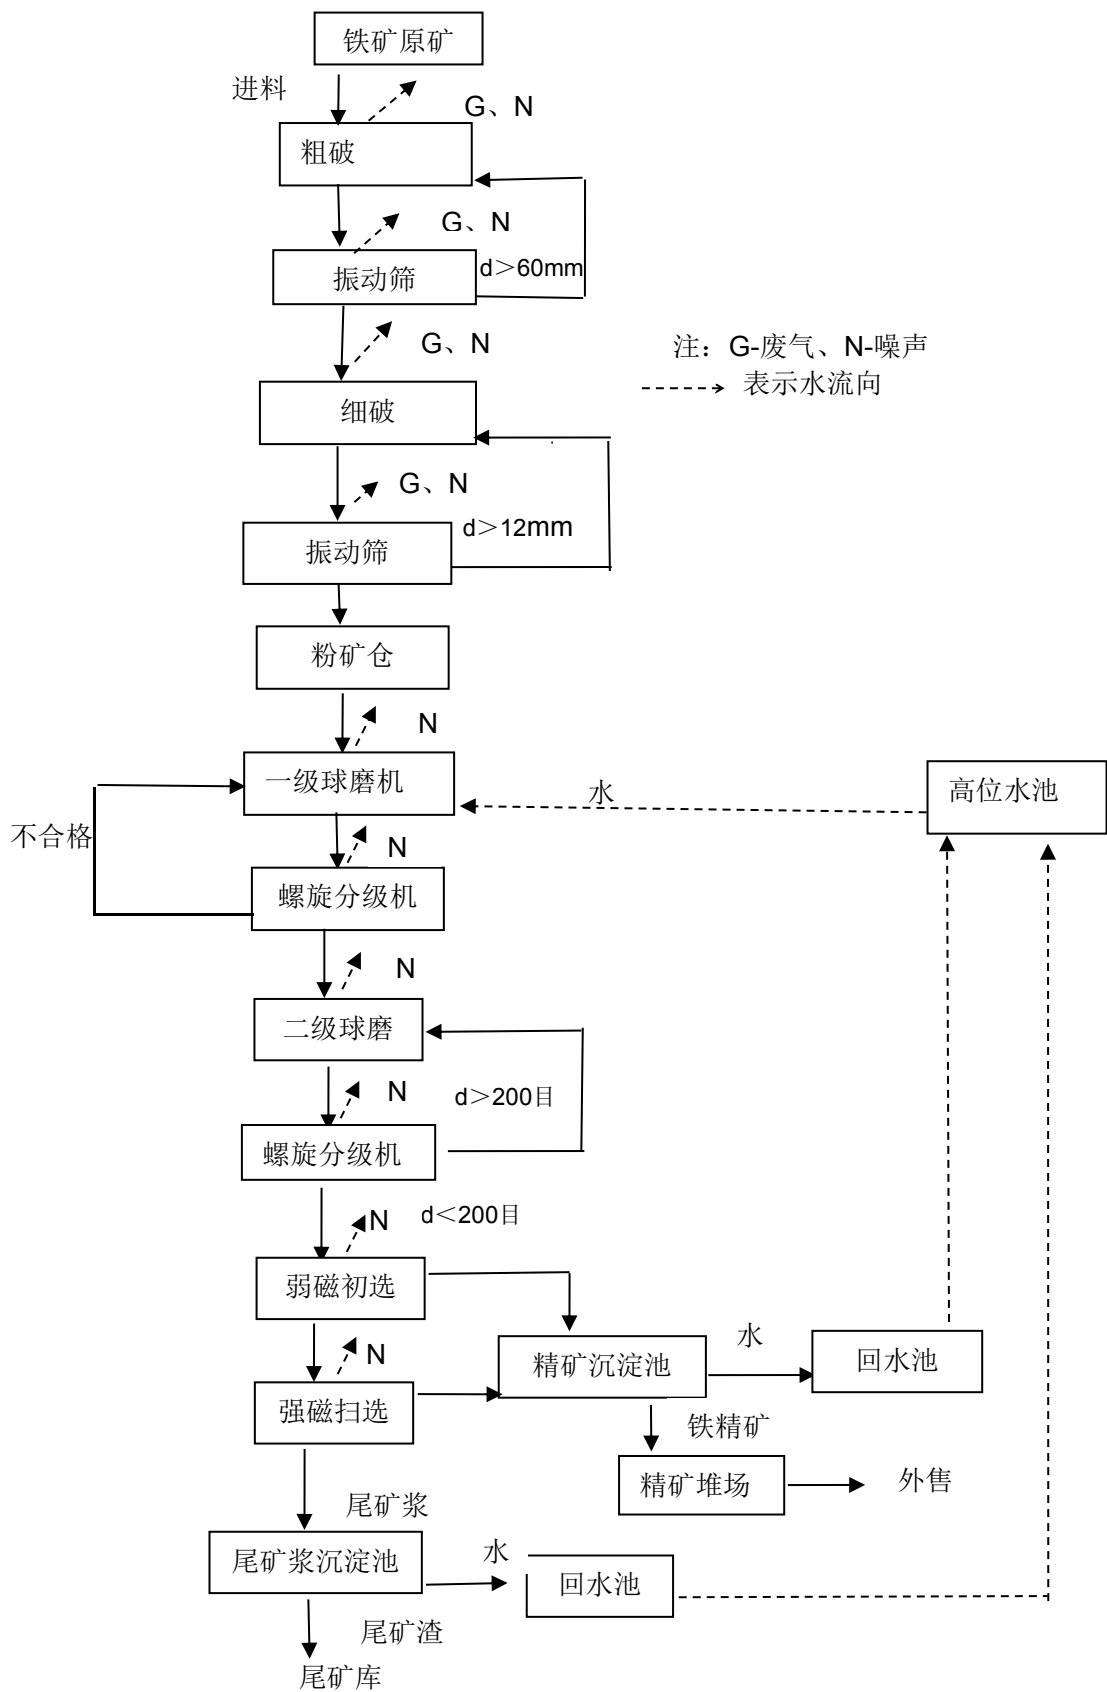 铁矿原矿
进料
G、N
粗破
G、N
振动筛
d＞60mm
G、N
注：G-废气、N-噪声
表示水流向
细破
G、N
d＞12mm
振动筛
粉矿仓
N
一级球磨机
水
高位水池
不合格
N
螺旋分级机
N
二级球磨
N
d＞200目
螺旋分级机
N
d＜200目
弱磁初选
水
N
精矿沉淀池
回水池
强磁扫选
铁精矿
精矿堆场
外售
尾矿浆
尾矿浆沉淀池
水
回水池
尾矿渣
尾矿库